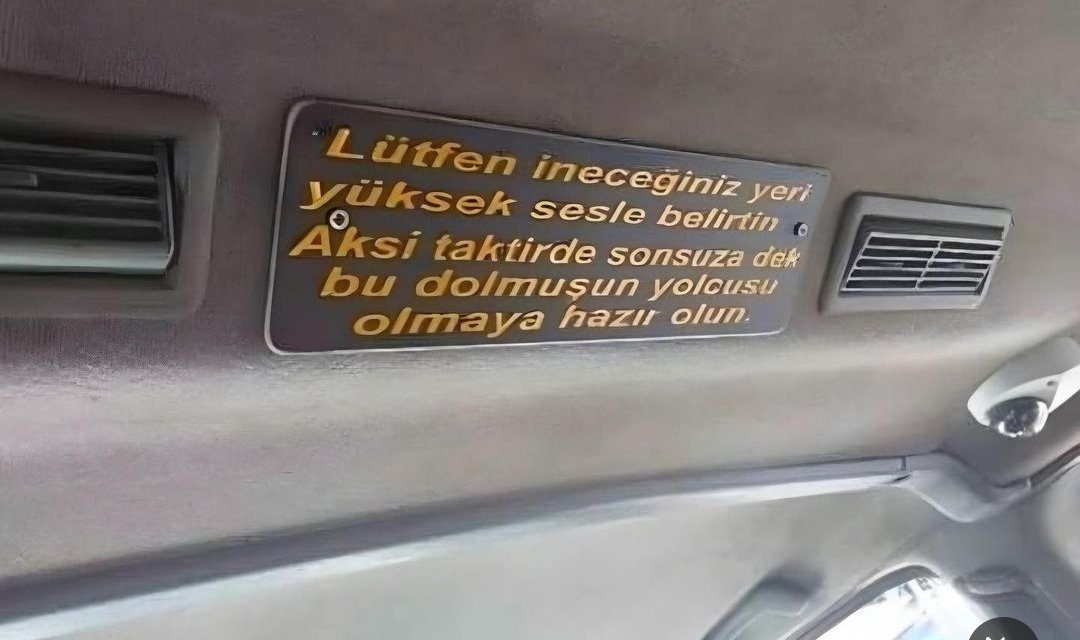 Lütfen ineceğiniz yeri
yüksek sesle belirtin
Aksi taktirde sonsuza dek
bu dolmuşun yolcusu
olmaya hazır olun.